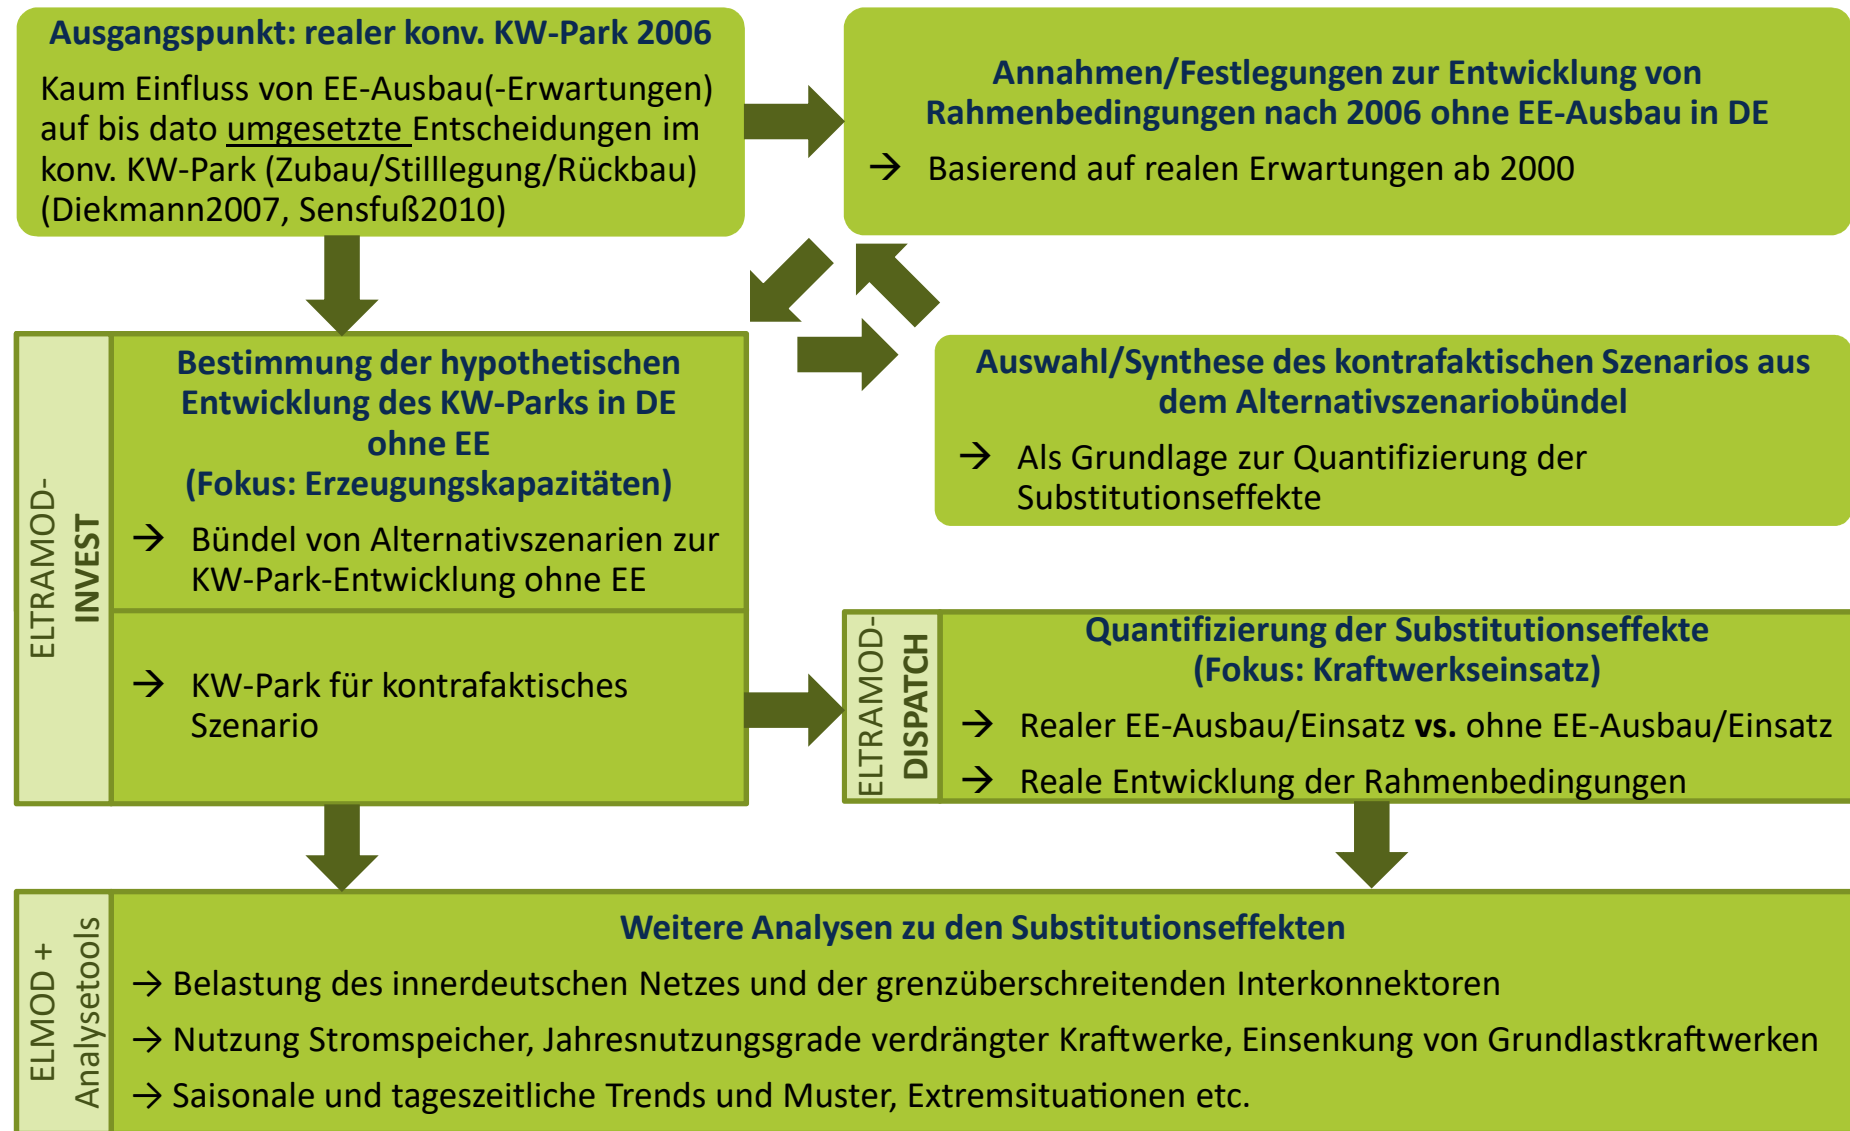 Ausgangspunkt: realer konv. KW-Park 2006
Kaum Einfluss von EE-Ausbau(-Erwartungen)
auf bis dato umgesetzte Entscheidungen im
konv. KW-Park (Zubau/Stilllegung/Rückbau)
(Diekmann2007, Sensfuß2010)
Annahmen/Festlegungen zur Entwicklung von
Rahmenbedingungen nach 2006 ohne EE-Ausbau in DE
→ Basierend auf realen Erwartungen ab 2000
ELTRAMOD-
INVEST
Bestimmung der hypothetischen
Entwicklung des KW-Parks in DE
ohne EE
(Fokus: Erzeugungskapazitäten)
→ Bündel von Alternativszenarien zur
KW-Park-Entwicklung ohne EE
→ KW-Park für kontrafaktisches
Szenario
Auswahl/Synthese des kontrafaktischen Szenarios aus
dem Alternativszenariobündel
→ Als Grundlage zur Quantifizierung der
Substitutionseffekte
ELTRAMOD-
DISPATCH
Quantifizierung der Substitutionseffekte
(Fokus: Kraftwerkseinsatz)
→ Realer EE-Ausbau/Einsatz vs. ohne EE-Ausbau/Einsatz
→ Reale Entwicklung der Rahmenbedingungen
ELMOD +
Analysetools
Weitere Analysen zu den Substitutionseffekten
→ Belastung des innerdeutschen Netzes und der grenzüberschreitenden Interkonnektoren
→ Nutzung Stromspeicher, Jahresnutzungsgrade verdrängter Kraftwerke, Einsenkung von Grundlastkraftwerken
→ Saisonale und tageszeitliche Trends und Muster, Extremsituationen etc.